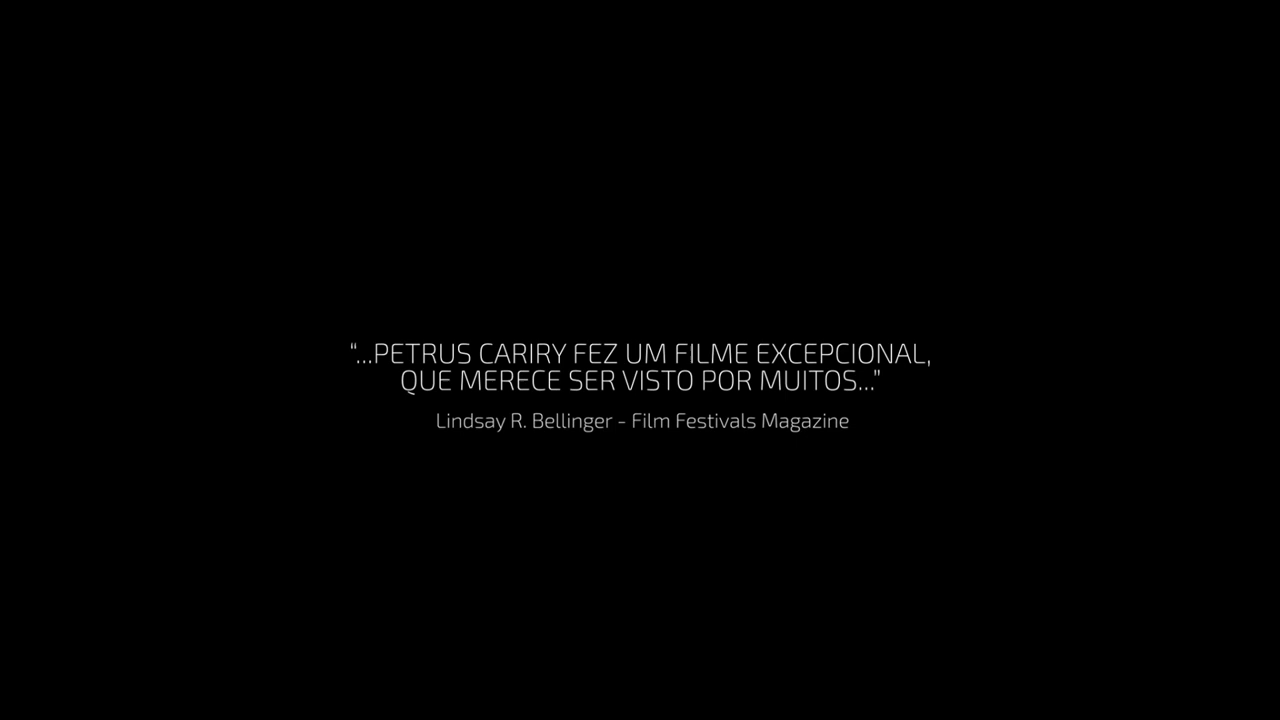 “...PETRUS CARIRY FEZ UM FILME EXCEPCIONAL,
QUE MERECE SER VISTO POR MUITOS...”
Lindsay R. Bellinger - Film Festivals Magazine